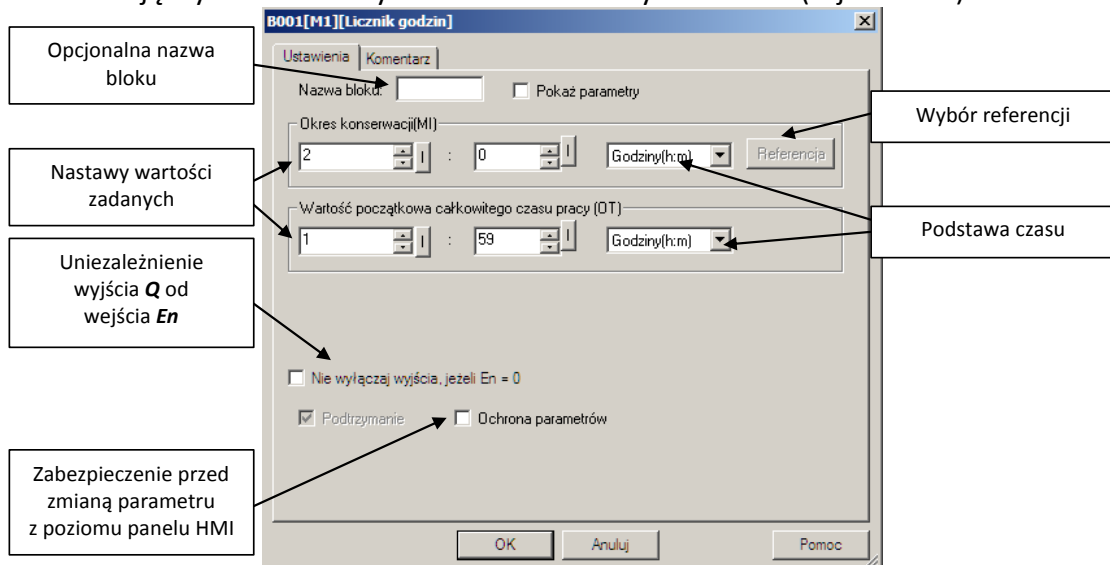 B001[M1][Licznik godzin]
Opcjonalna nazwa
bloku
Ustawienia
Komentarz
Nazwa bloku:
Pokaż parametry
Wybór referencji
Okres konserwacji(MI)
2 : 0 Godziny(h:m) Referencja
Nastawy wartości
zadanych
Wartość początkowa całkowitego czasu pracy (OT)
1 : 59 Godziny(h:m)
Podstawa czasu
Uniezależnienie
wyjścia Q od
wejścia En
Nie wyłączaj wyjścia, jeżeli En = 0
Podtrzymanie
Ochrona parametrów
Zabezpieczenie przed
zmianą parametru
z poziomu panelu HMI
OK
Anuluj
Pomoc